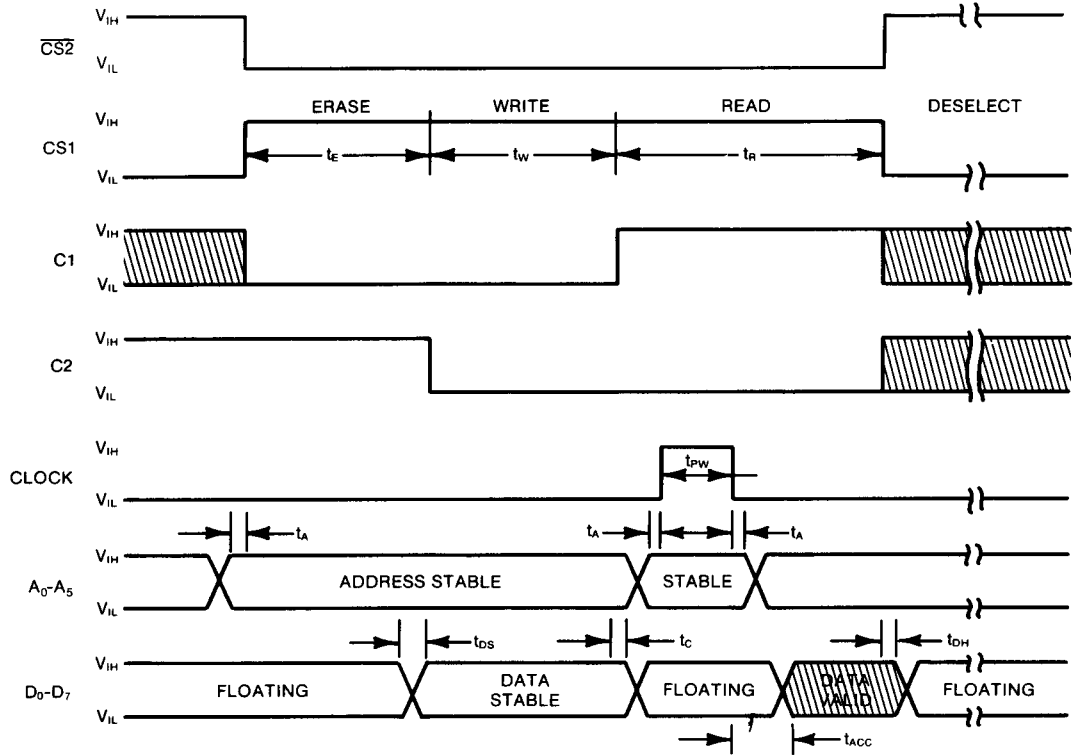 V_IH
C̅S̅2̅
V_IL
ERASE WRITE READ DESELECT
V_IH
CS1
t_E t_W t_R
V_IL
V_IH
C1
V_IL
V_IH
C2
V_IL
V_IH
CLOCK
t_PW
V_IL
t_A t_A t_A
V_IH
A₀-A₅
ADDRESS STABLE STABLE
V_IL
t_DS t_C t_DH
V_IH
D₀-D₇
FLOATING DATA STABLE FLOATING DATA VALID FLOATING
V_IL
t_ACC